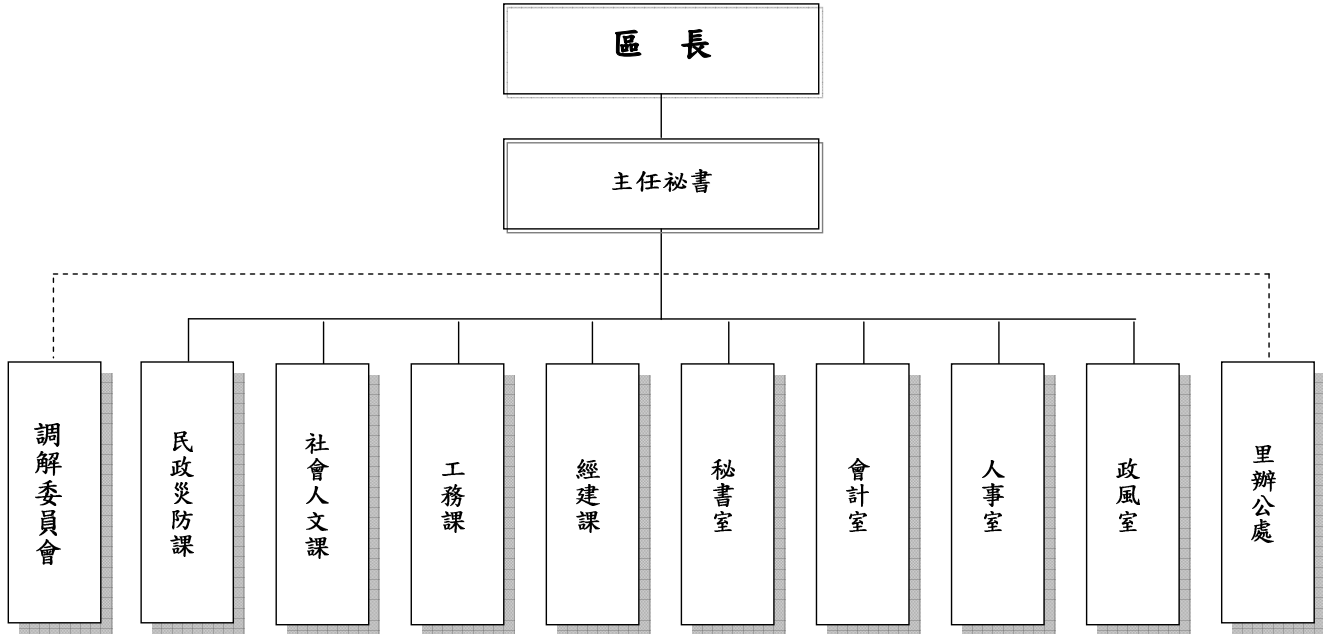 區 長
主任祕書
調解委員會
民政災防課
社會人文課
工務課
經建課
秘書室
會計室
人事室
政風室
里辦公處